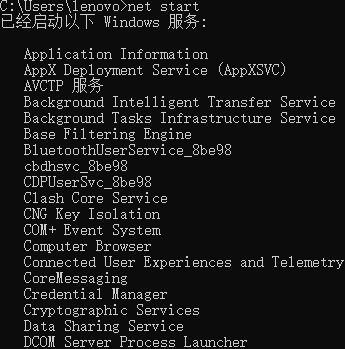 C:\Users\lenovo>net start
已经启动以下 Windows 服务:
Application Information
AppX Deployment Service (AppXSVC)
AVCTP 服务
Background Intelligent Transfer Service
Background Tasks Infrastructure Service
Base Filtering Engine
BluetoothUserService_8be98
cbdhsvc_8be98
CDPUserSvc_8be98
Clash Core Service
CNG Key Isolation
COM+ Event System
Computer Browser
Connected User Experiences and Telemetry
CoreMessaging
Credential Manager
Cryptographic Services
Data Sharing Service
DCOM Server Process Launcher